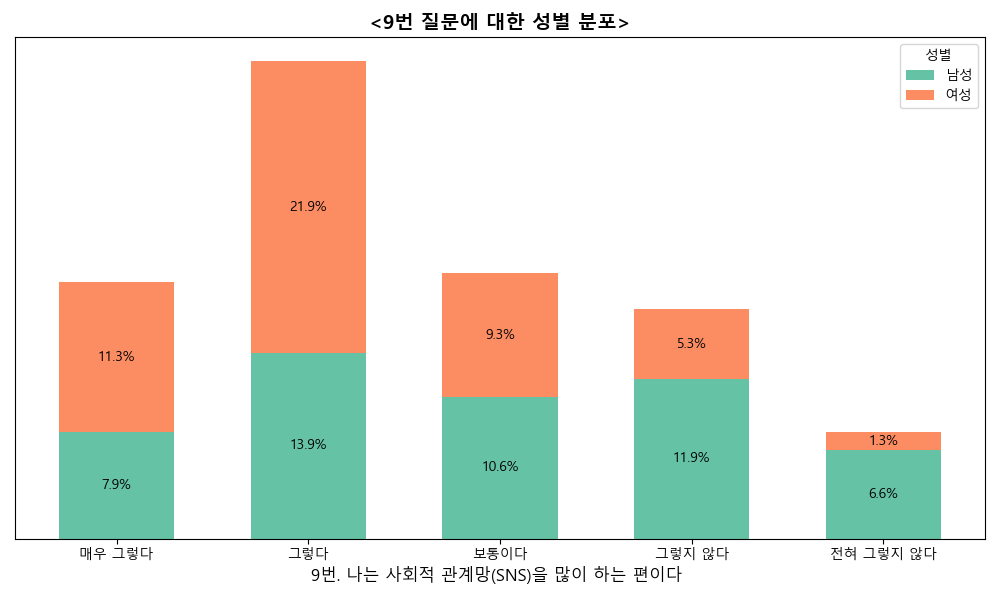 <9번 질문에 대한 성별 분포>
성별
남성
여성
21.9%
11.3%
9.3%
5.3%
1.3%
13.9%
7.9%
10.6%
11.9%
6.6%
매우 그렇다
그렇다
보통이다
그렇지 않다
전혀 그렇지 않다
9번. 나는 사회적 관계망(SNS)을 많이 하는 편이다